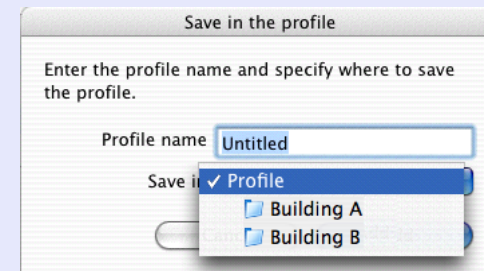 Save in the profile
Enter the profile name and specify where to save
the profile.
Profile name Untitled
Save i ✓ Profile
Building A
Building B